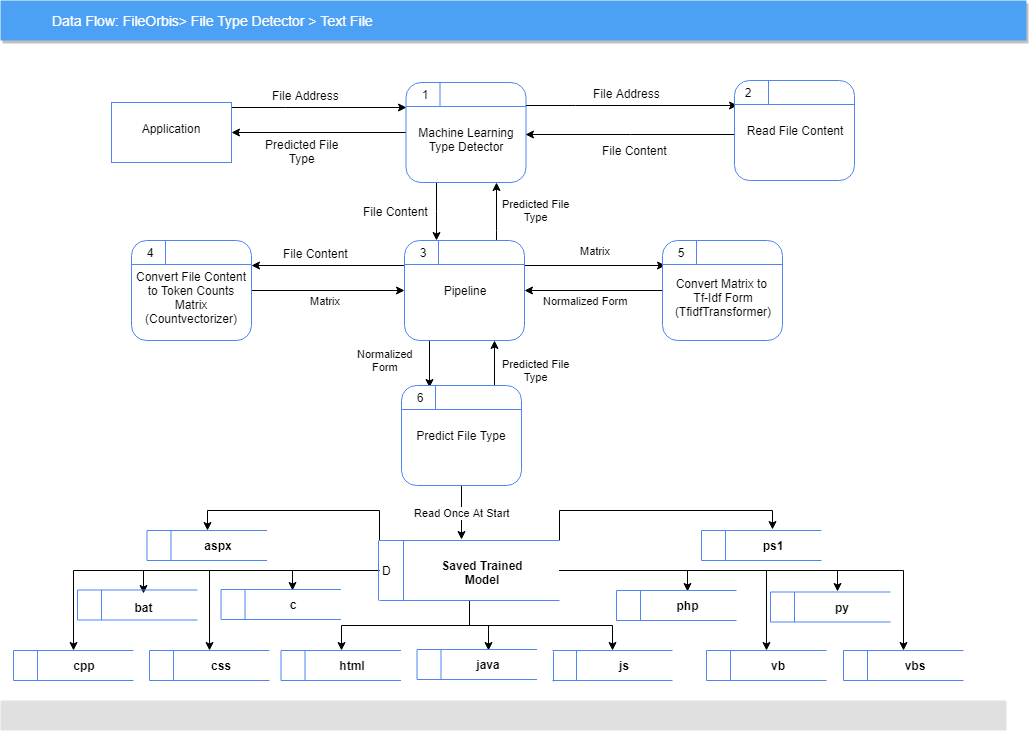 Data Flow: FileOrbis> File Type Detector > Text File
Application
File Address
Predicted File
Type
1
Machine Learning
Type Detector
File Address
File Content
2
Read File Content
File Content
Predicted File
Type
4
Convert File Content
to Token Counts
Matrix
(Countvectorizer)
File Content
Matrix
3
Pipeline
Matrix
Normalized Form
5
Convert Matrix to
Tf-Idf Form
(TfidfTransformer)
Normalized
Form
Predicted File
Type
6
Predict File Type
Read Once At Start
D
Saved Trained
Model
aspx
ps1
bat
c
php
py
cpp
css
html
java
js
vb
vbs